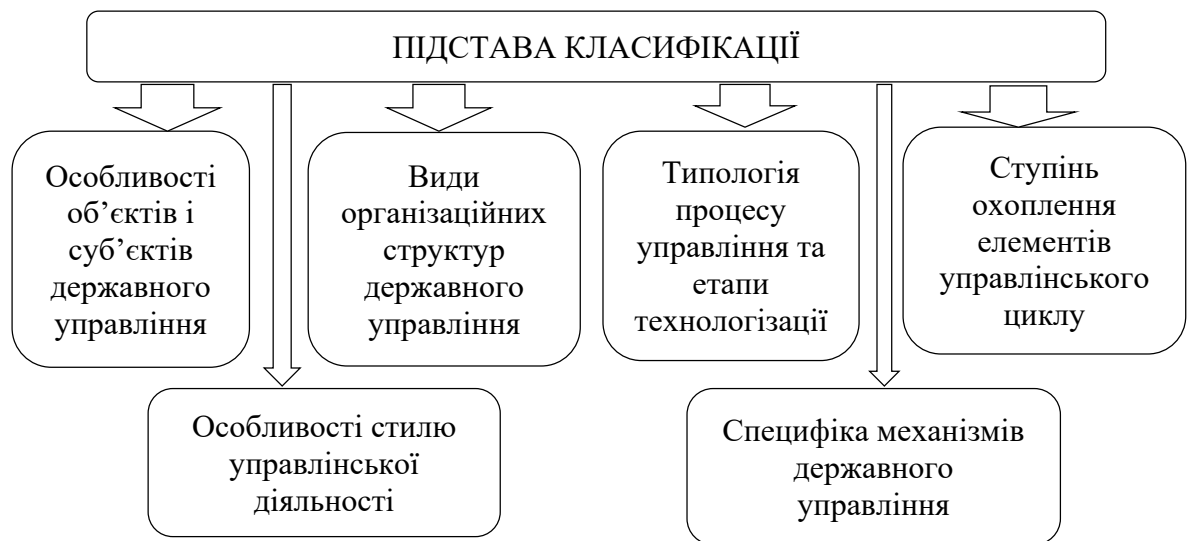 ПІДСТАВА КЛАСИФІКАЦІЇ
Особливості
об’єктів і
суб’єктів
державного
управління
Види
організаційних
структур
державного
управління
Типологія
процесу
управління та
етапи
технологізації
Ступінь
охоплення
елементів
управлінського
циклу
Особливості стилю
управлінської
діяльності
Специфіка механізмів
державного
управління